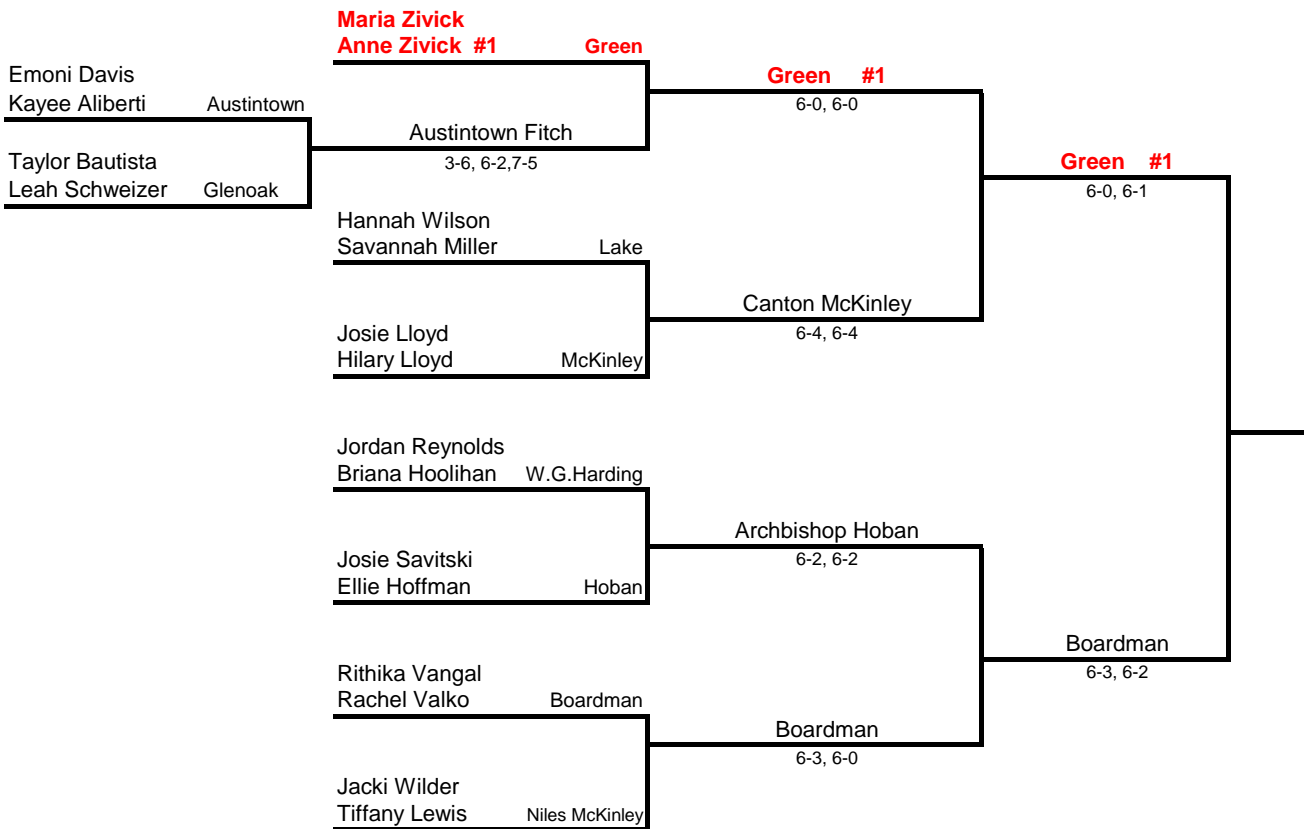 Maria Zivick
Anne Zivick #1 Green
Emoni Davis
Kayee Aliberti Austintown
Green #1
6-0, 6-0
Austintown Fitch
3-6, 6-2,7-5
Taylor Bautista
Leah Schweizer Glenoak
Green #1
6-0, 6-1
Hannah Wilson
Savannah Miller Lake
Canton McKinley
6-4, 6-4
Josie Lloyd
Hilary Lloyd McKinley
Jordan Reynolds
Briana Hoolihan W.G.Harding
Archbishop Hoban
6-2, 6-2
Josie Savitski
Ellie Hoffman Hoban
Boardman
6-3, 6-2
Rithika Vangal
Rachel Valko Boardman
Boardman
6-3, 6-0
Jacki Wilder
Tiffany Lewis Niles McKinley